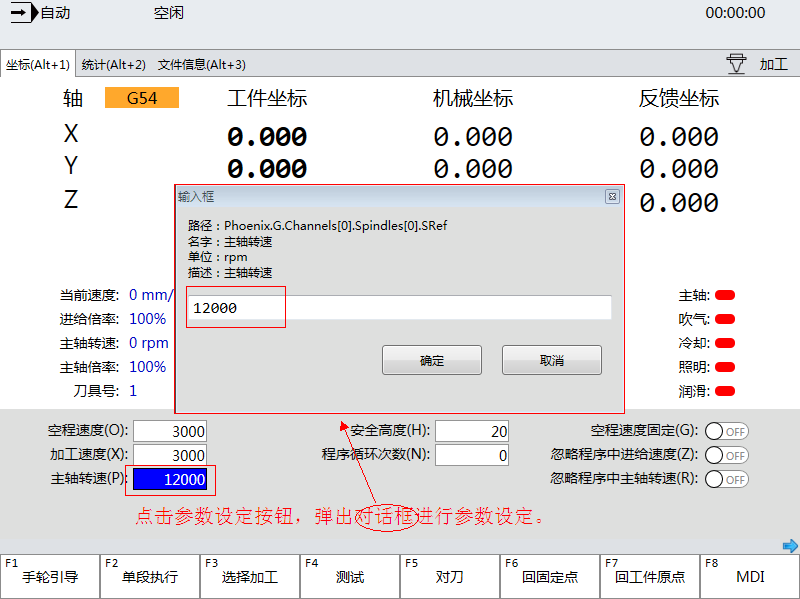 自动 空闲 00:00:00
坐标(Alt+1) 统计(Alt+2) 文件信息(Alt+3) 加工
轴 G54 工件坐标 机械坐标 反馈坐标
X 0.000 0.000 0.000
Y 0.000 0.000 0.000
Z 0.000
输入框
路径：Phoenix.G.Channels[0].Spindles[0].SRef
名字：主轴转速
单位：rpm
描述：主轴转速
12000
确定 取消
当前速度: 0 mm/
进给倍率: 100%
主轴转速: 0 rpm
主轴倍率: 100%
刀具号: 1
主轴:
吹气:
冷却:
照明:
润滑:
空程速度(O): 3000 安全高度(H): 20 空程速度固定(G): OFF
加工速度(X): 3000 程序循环次数(N): 0 忽略程序中进给速度(Z): OFF
主轴转速(P): 12000 忽略程序中主轴转速(R): OFF
点击参数设定按钮，弹出对话框进行参数设定。
F1 手轮引导 F2 单段执行 F3 选择加工 F4 测试 F5 对刀 F6 回固定点 F7 回工件原点 F8 MDI